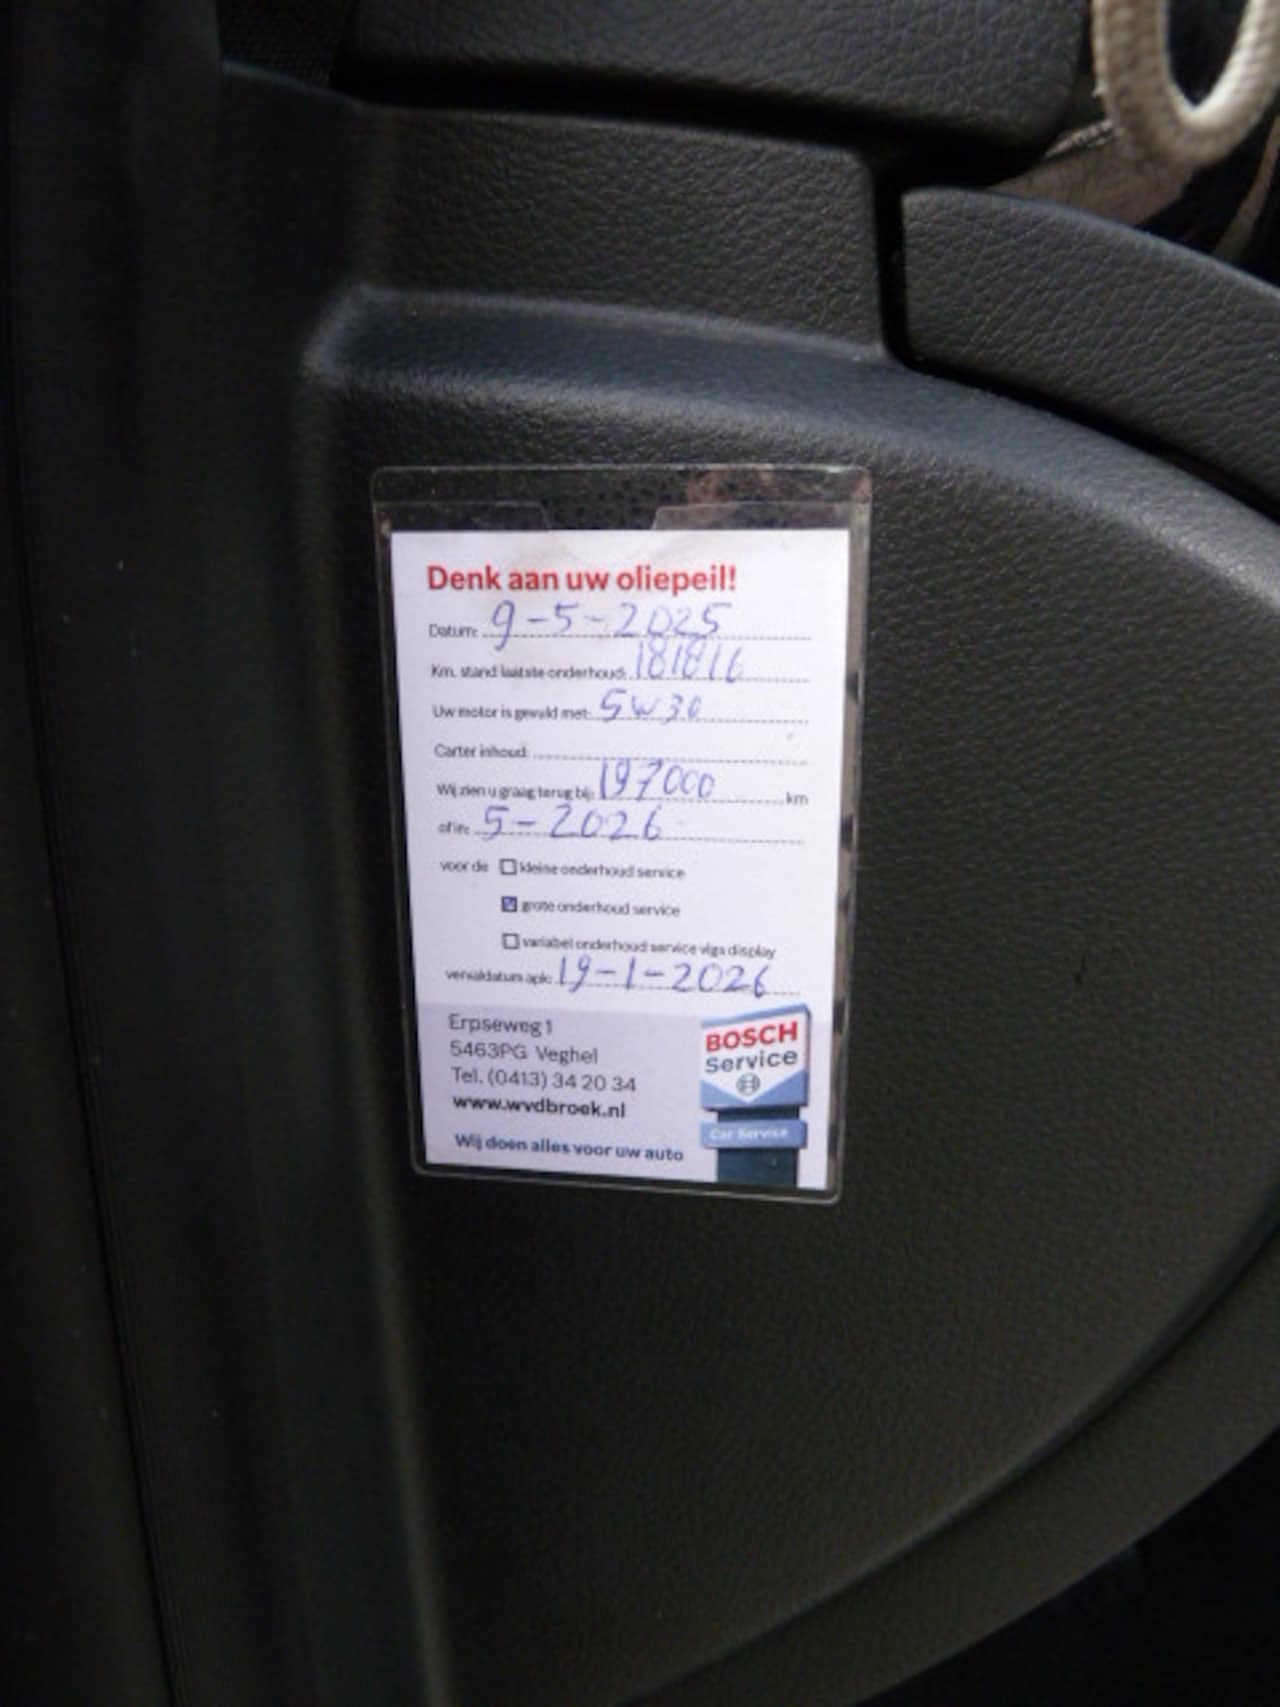 Denk aan uw oliepeil!
Datum: 9-5-2025
Km. stand laatste onderhoud: 181816
Uw motor is gevuld met: 5W30
Carter inhoud:
Wij zien u graag terug bij: 197000 km
of in: 5-2026
voor de kleine onderhoud service
grote onderhoud service
variabel onderhoud service vlgs display
vervaldatum apk: 19-1-2026
Erpseweg 1
5463PG Veghel
Tel. (0413) 34 20 34
www.wvdbroek.nl
Wij doen alles voor uw auto
BOSCH
Service
Car Service